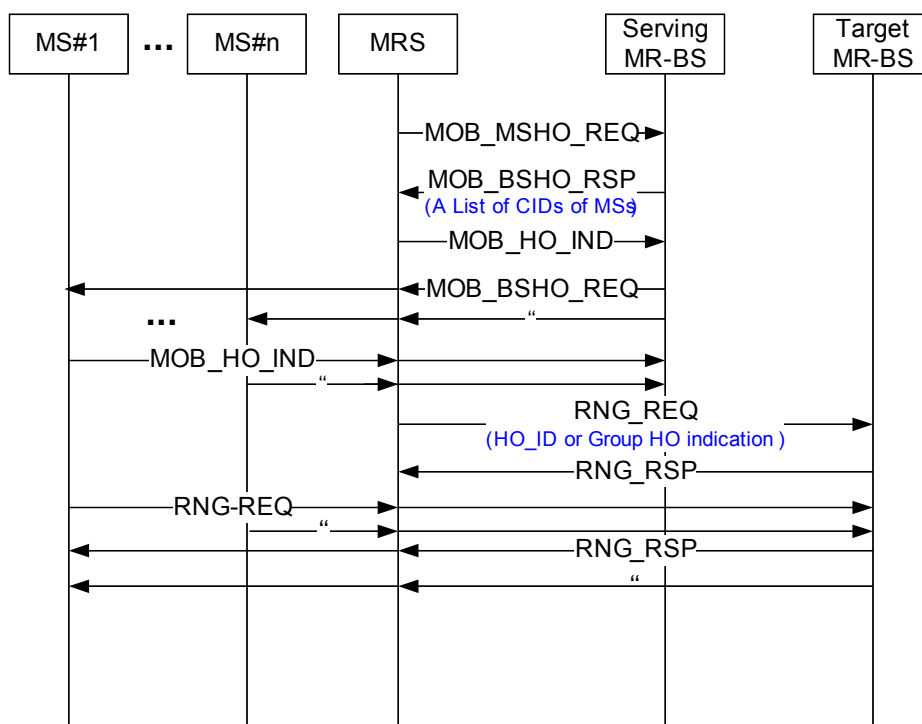 MS#1
...
MS#n
MRS
Serving
MR-BS
Target
MR-BS
MOB_MSHO_REQ
MOB_BSHO_RSP
(A List of CIDs of MSs)
MOB_HO_IND
MOB_BSHO_REQ
...
“
MOB_HO_IND
“
RNG_REQ
(HO_ID or Group HO indication )
RNG_RSP
RNG-REQ
“
RNG_RSP
“